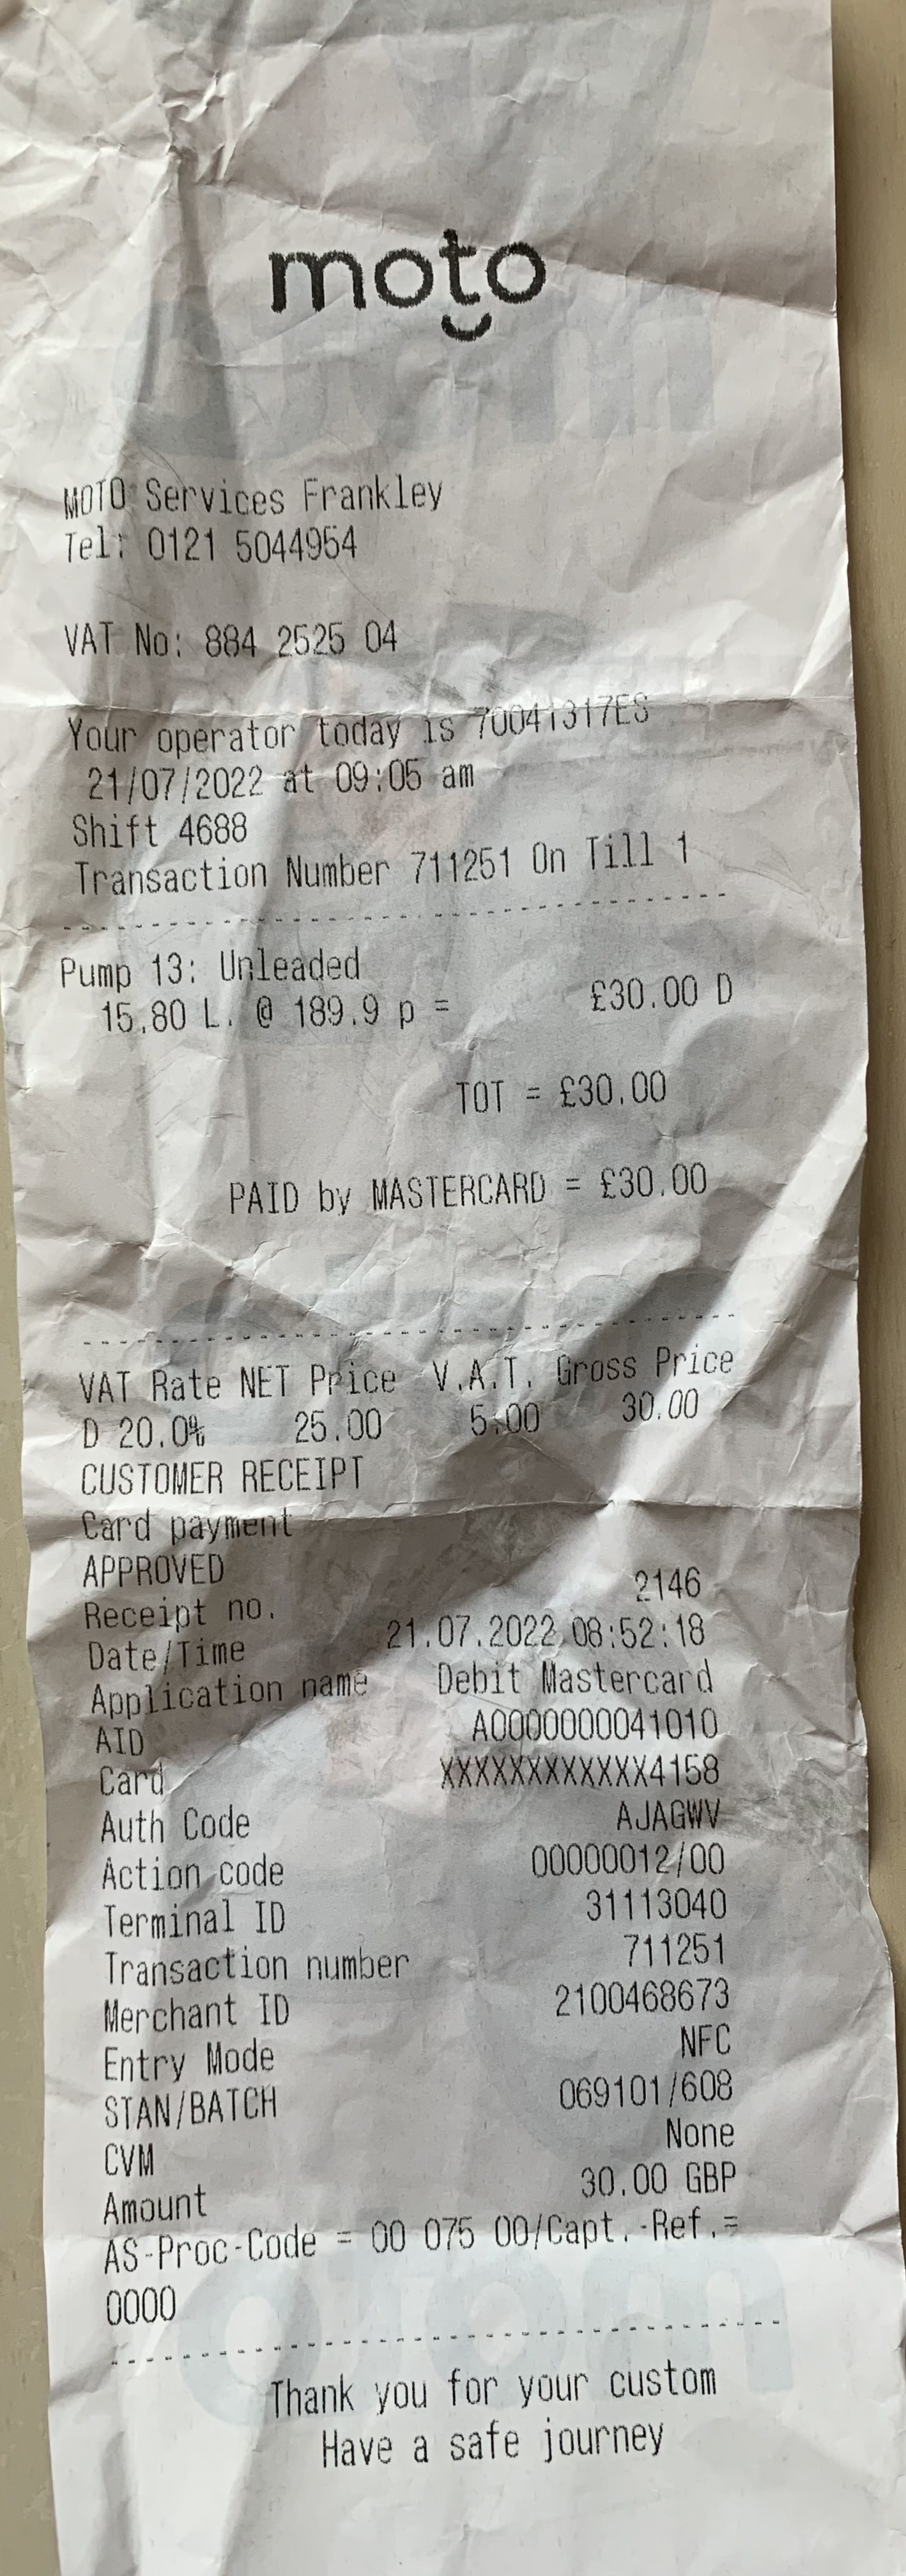 moto
MOTO Services Frankley
Tel: 0121 5044954
VAT No: 884 2525 04
Your operator today is 70041317ES
21/07/2022 at 09:05 am
Shift 4688
Transaction Number 711251 On Till 1
Pump 13: Unleaded
15.80 L. @ 189.9 p = £30.00 D
TOT = £30.00
PAID by MASTERCARD = £30.00
VAT Rate NET Price V.A.T. Gross Price
D 20.0% 25.00 5.00 30.00
CUSTOMER RECEIPT
Card payment
APPROVED
Receipt no. 2146
Date/Time 21.07.2022 08:52:18
Application name Debit Mastercard
AID A0000000041010
Card XXXXXXXXXXXX4158
Auth Code AJAGWV
Action code 00000012/00
Terminal ID 31113040
Transaction number 711251
Merchant ID 2100468673
Entry Mode NFC
STAN/BATCH 069101/608
CVM None
Amount 30.00 GBP
AS-Proc-Code = 00 075 00/Capt.-Ref.=
0000
Thank you for your custom
Have a safe journey